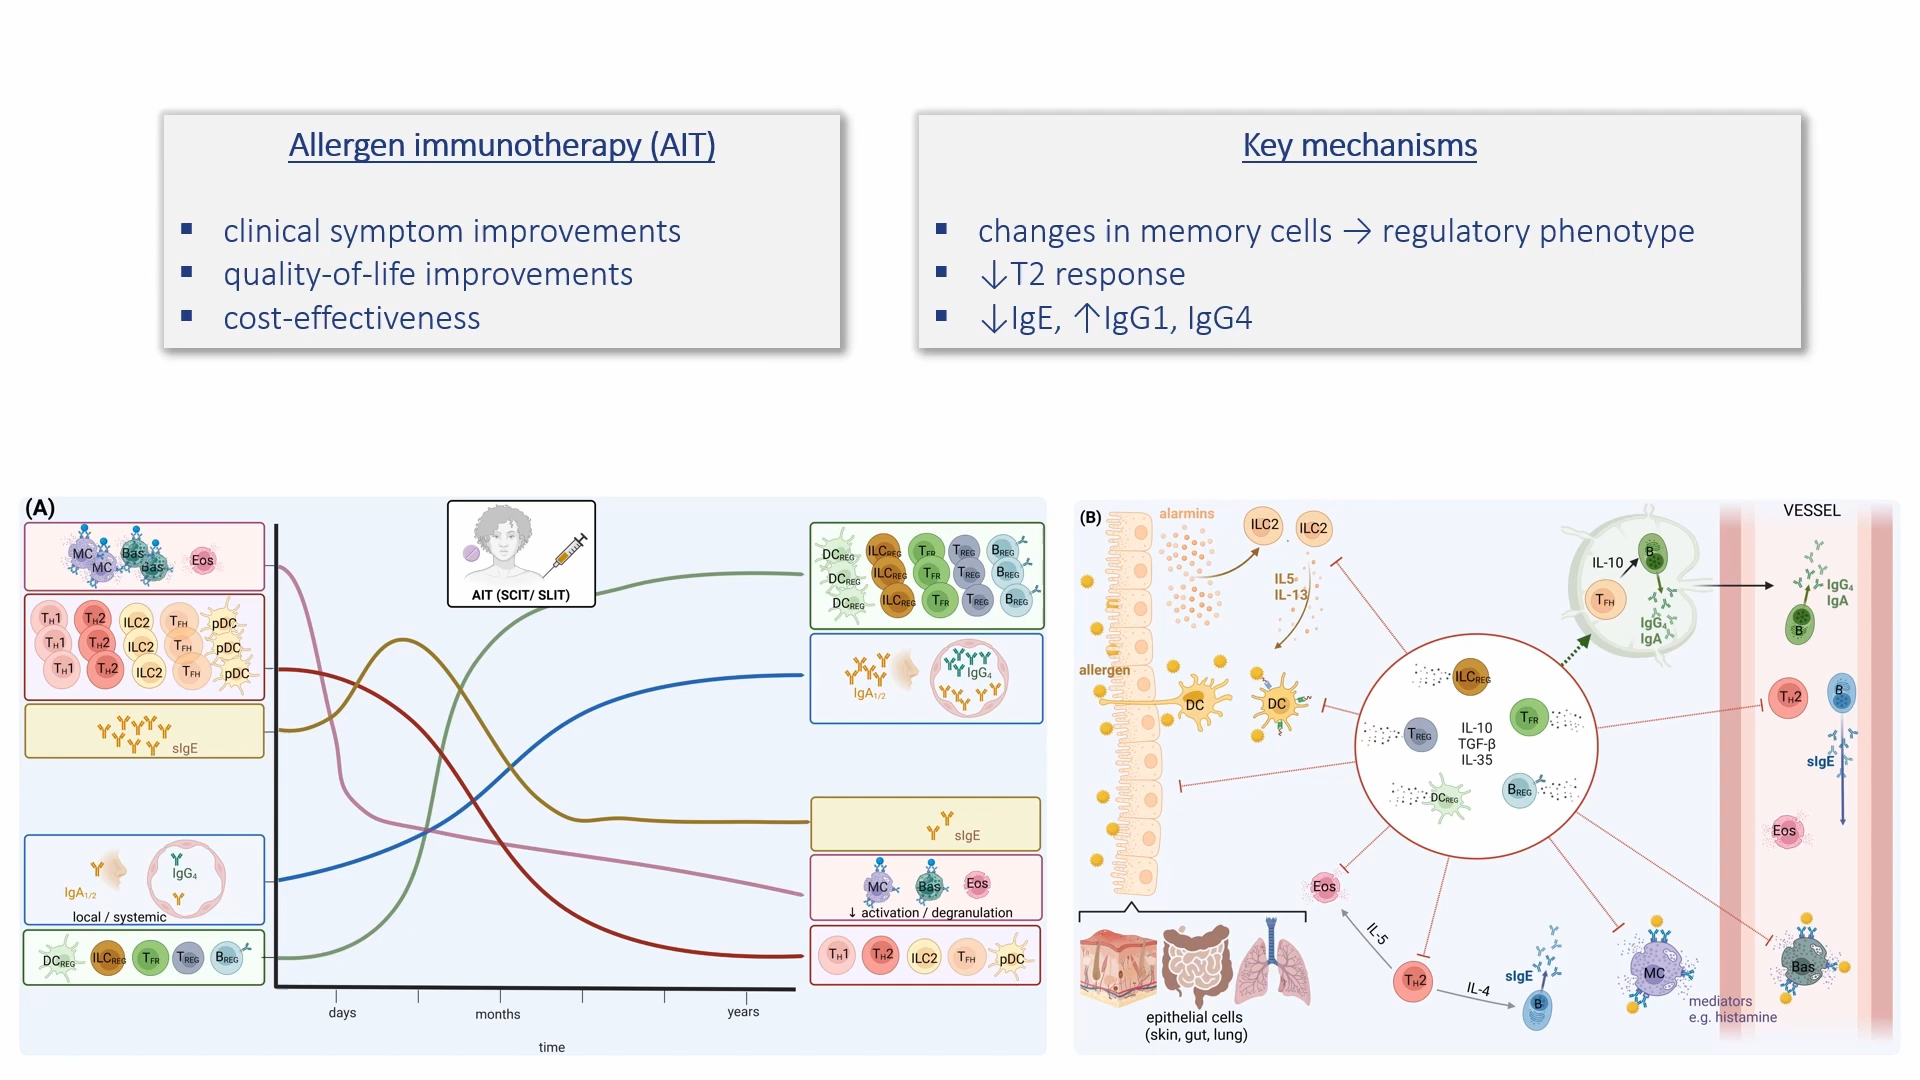 Allergen immunotherapy (AIT)
▪ clinical symptom improvements
▪ quality-of-life improvements
▪ cost-effectiveness
Key mechanisms
▪ changes in memory cells → regulatory phenotype
▪ ↓T2 response
▪ ↓IgE, ↑IgG1, IgG4
(A)
MC Bas Eos
MC Bas
TH1 TH2 ILC2 TFH pDC
TH1 TH2 ILC2 TFH pDC
TH1 TH2 ILC2 TFH pDC
sIgE
IgA1/2 IgG4
local / systemic
DCREG ILCREG TFR TREG BREG
AIT (SCIT/ SLIT)
days months years
time
DCREG ILCREG TFR TREG BREG
DCREG ILCREG TFR TREG BREG
DCREG ILCREG TFR TREG BREG
IgA1/2 IgG4
sIgE
MC Bas Eos
↓ activation / degranulation
TH1 TH2 ILC2 TFH pDC
(B)
alarmins
ILC2 ILC2
IL5
IL-13
allergen
DC DC
IL-10 B
TFH
IgG4
IgA
VESSEL
IgG4
IgA
B
TH2 B
sIgE
Eos
ILCREG
TREG TFR
IL-10
TGF-β
IL-35
DCREG BREG
Eos
IL-5
TH2
IL-4
sIgE
B
MC
Bas
mediators
e.g. histamine
epithelial cells
(skin, gut, lung)